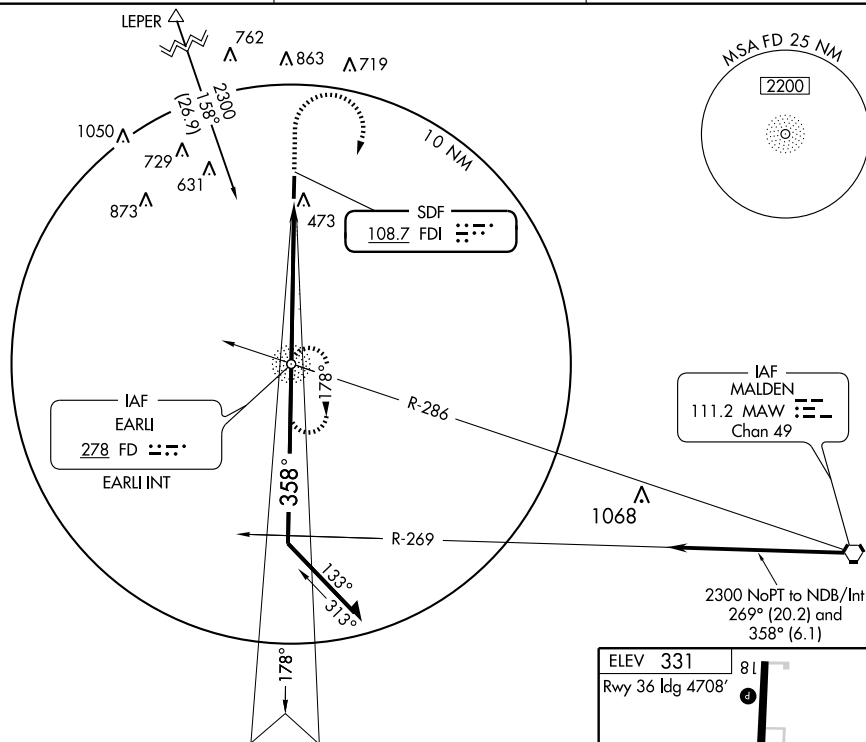 LEPER
2300
158°
(26.9)
762
863
719
MSA FD 25 NM
2200
1050
729
631
873
10 NM
473
SDF
108.7 FDI
IAF
EARLI
278 FD
EARLI INT
178°
R-286
IAF
MALDEN
111.2 MAW
Chan 49
358°
1068
R-269
133°
313°
2300 NoPT to NDB/Int
269° (20.2) and
358° (6.1)
178°
ELEV 331
Rwy 36 ldg 4708'
18
P